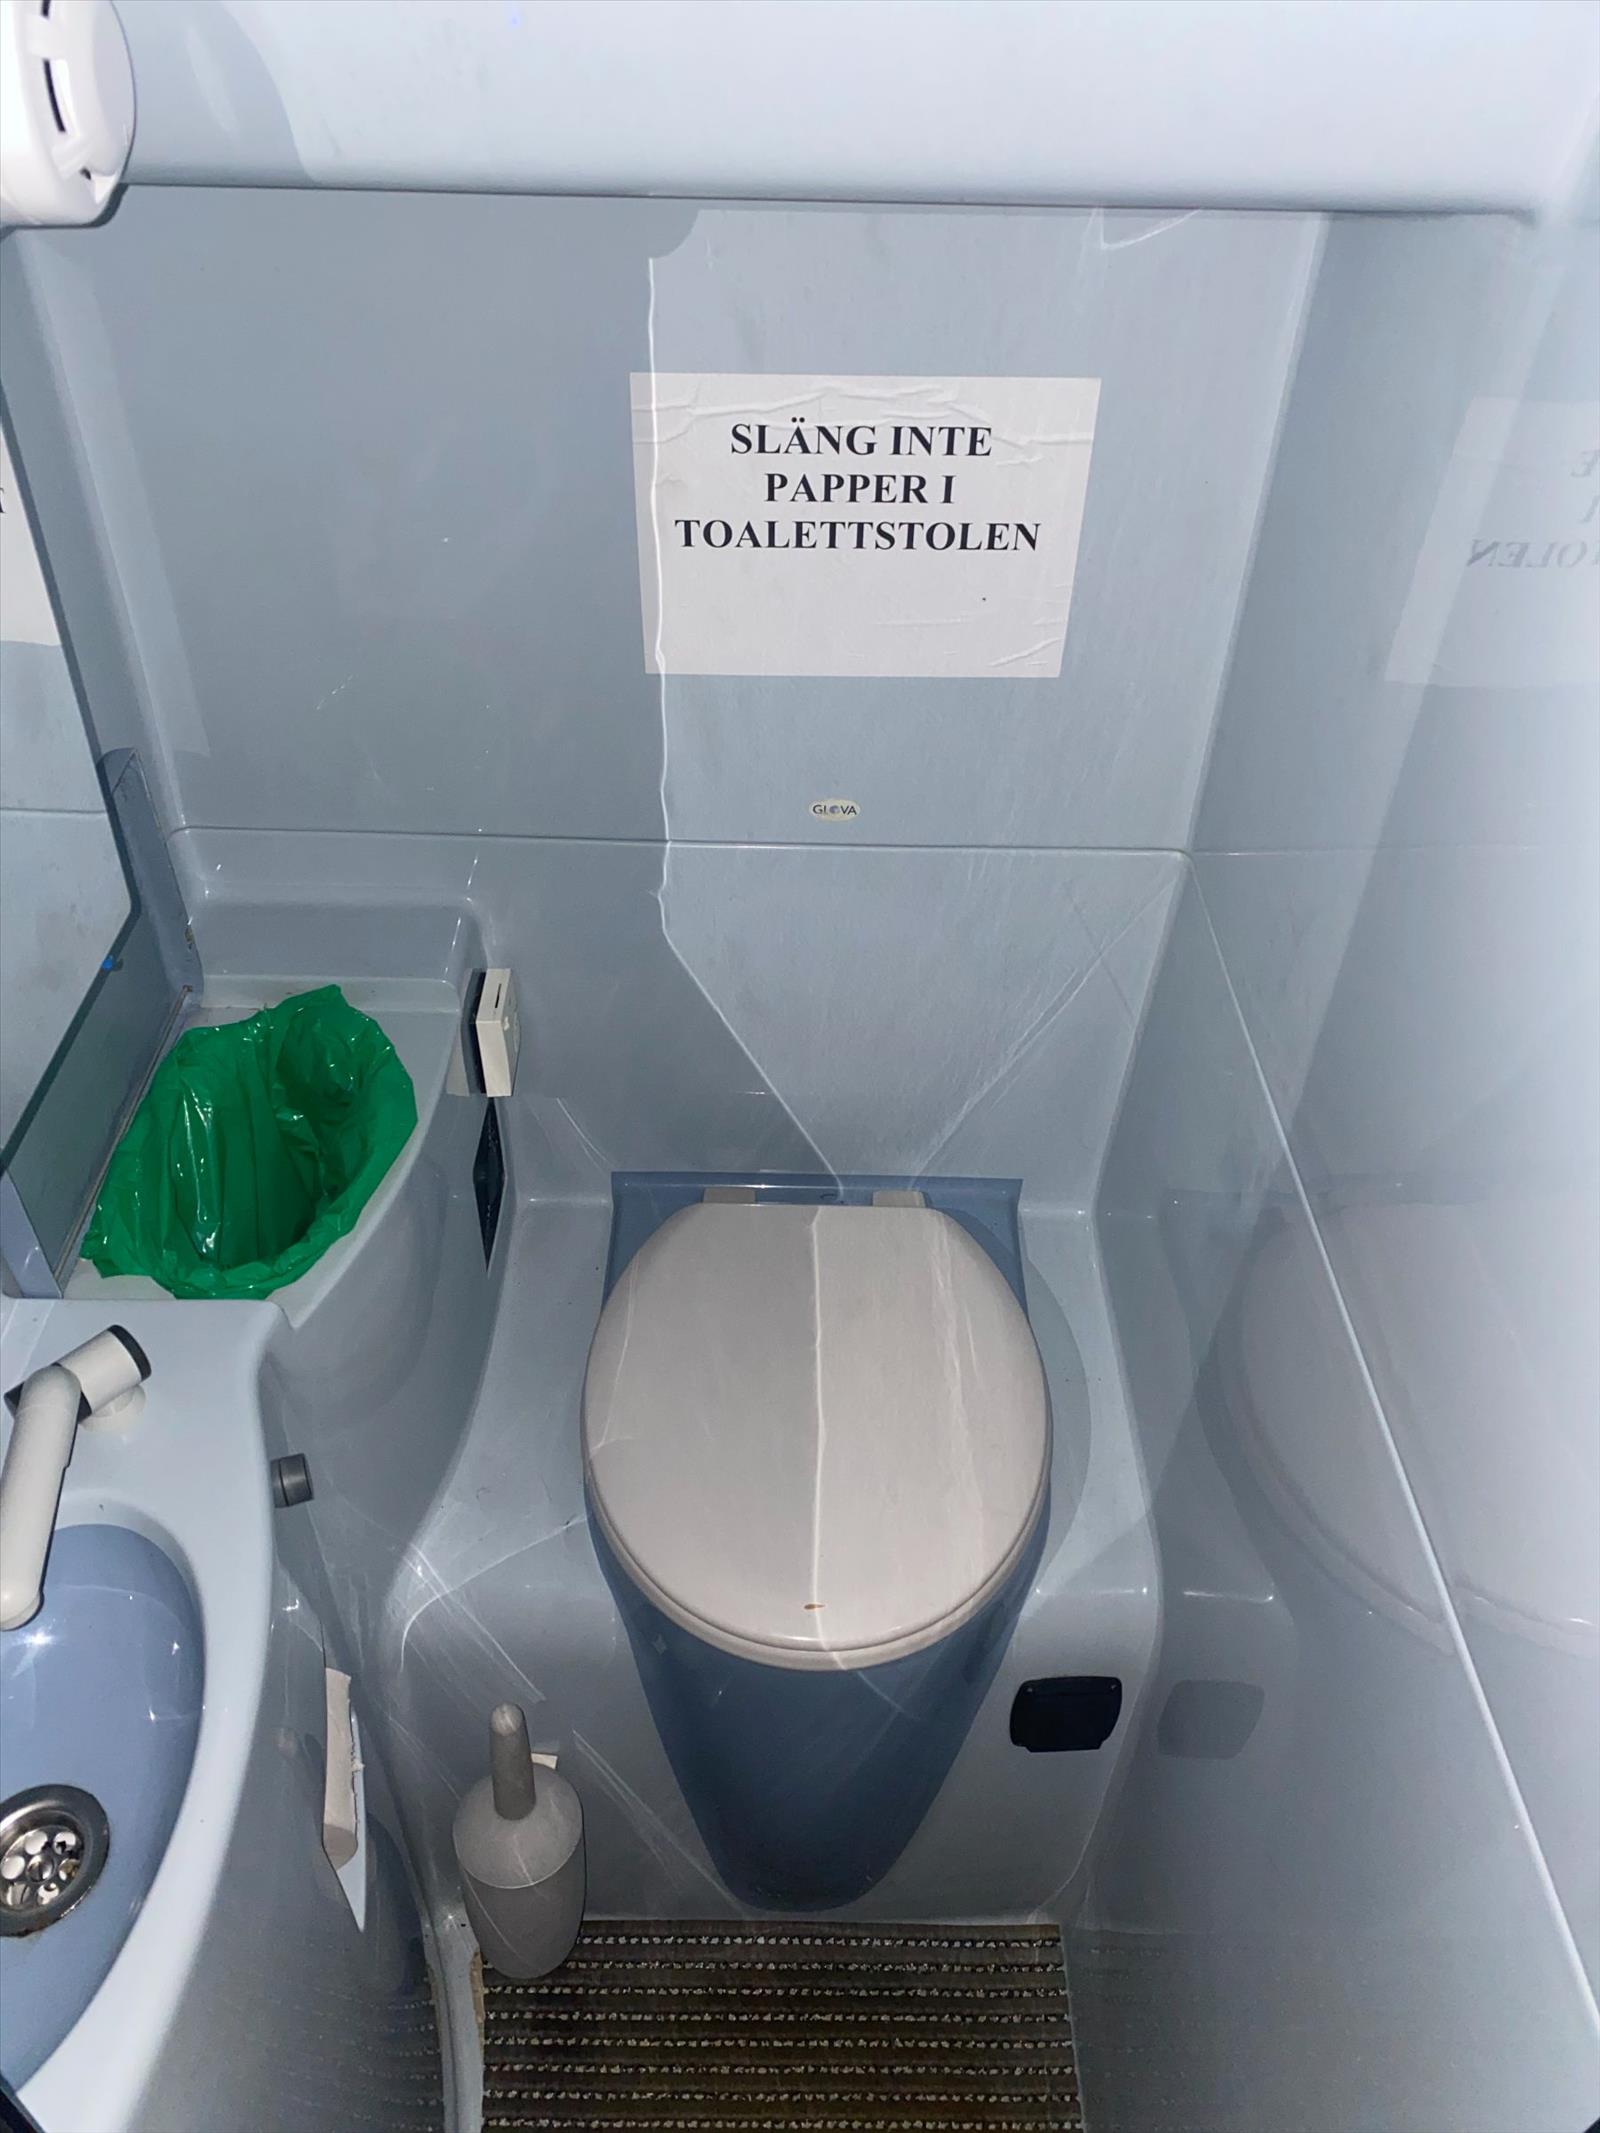 SLÄNG INTE
PAPPER I
TOALETTSTOLEN
GLOVA